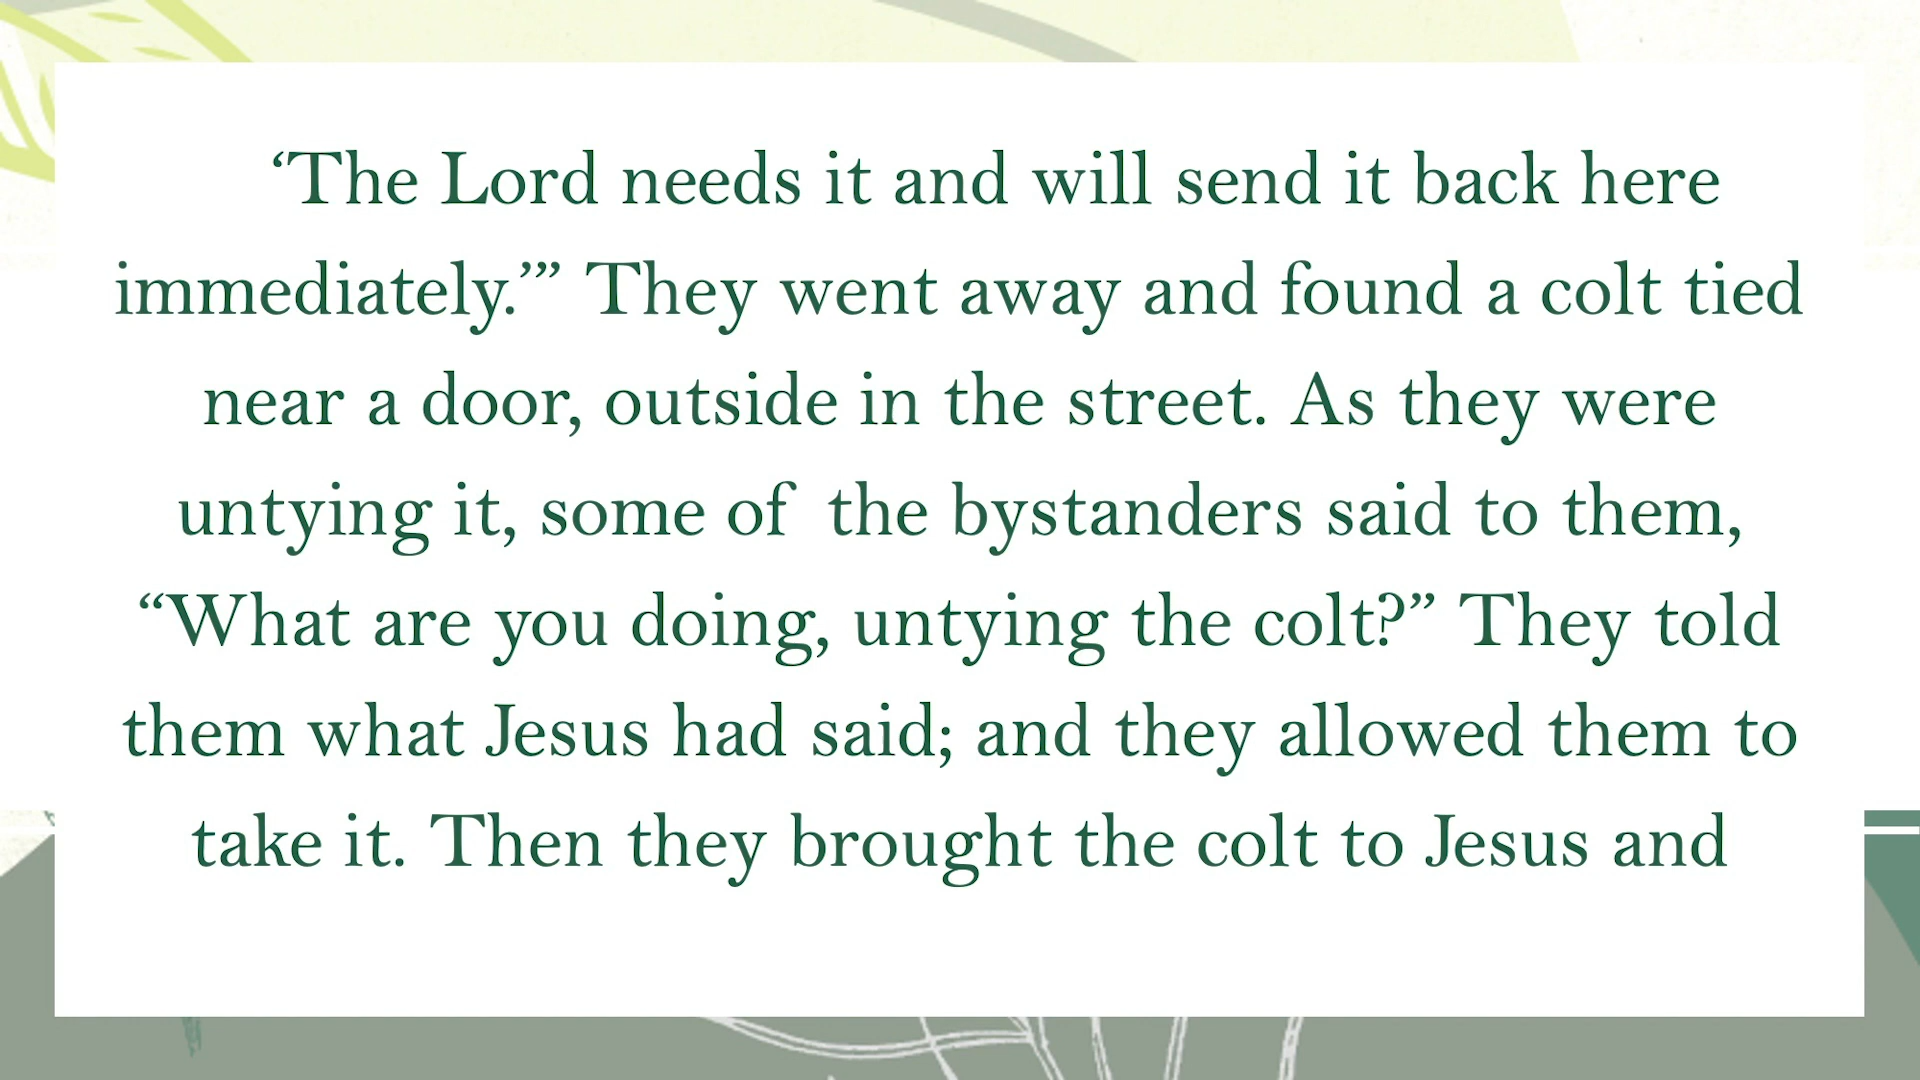 ‘The Lord needs it and will send it back here
immediately.’” They went away and found a colt tied
near a door, outside in the street. As they were
untying it, some of the bystanders said to them,
“What are you doing, untying the colt?” They told
them what Jesus had said; and they allowed them to
take it. Then they brought the colt to Jesus and